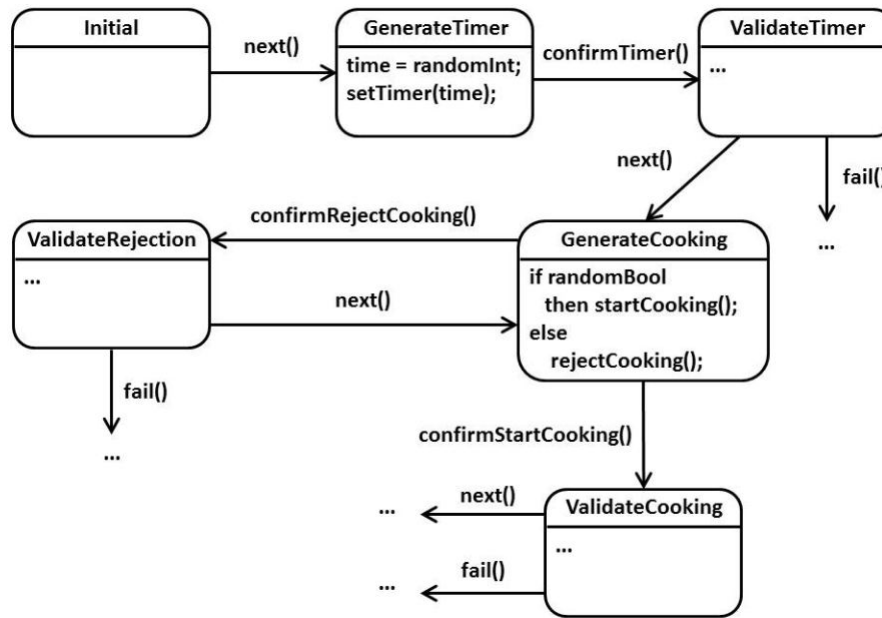 Initial
next()
GenerateTimer
time = randomInt;
setTimer(time);
confirmTimer()
ValidateTimer
...
next()
fail()
...
confirmRejectCooking()
ValidateRejection
...
next()
fail()
...
GenerateCooking
if randomBool
then startCooking();
else
rejectCooking();
confirmStartCooking()
ValidateCooking
...
next()
...
fail()
...